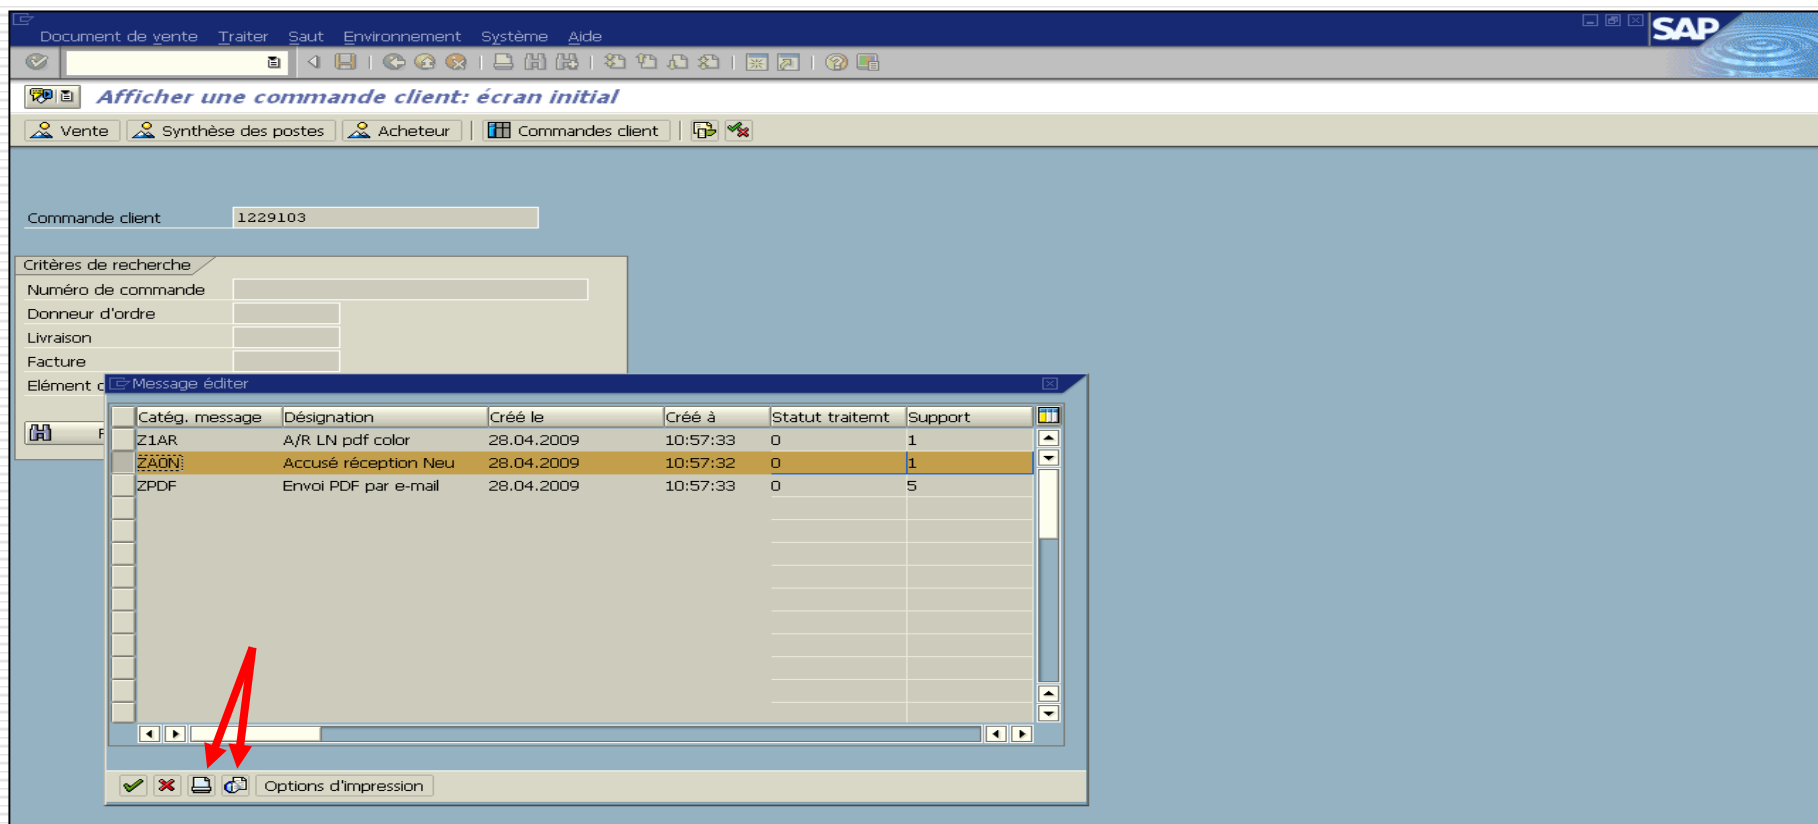 Document de vente Traiter Saut Environnement Système Aide
SAP
Afficher une commande client: écran initial
Vente Synthèse des postes Acheteur Commandes client
Commande client 1229103
Critères de recherche
Numéro de commande
Donneur d'ordre
Livraison
Facture
Elément
Message éditer
Catég. message Désignation Créé le Créé à Statut traitemt Support
Z1AR A/R LN pdf color 28.04.2009 10:57:33 0 1
ZA0N Accusé réception Neu 28.04.2009 10:57:32 0 1
ZPDF Envoi PDF par e-mail 28.04.2009 10:57:33 0 5
Options d'impression